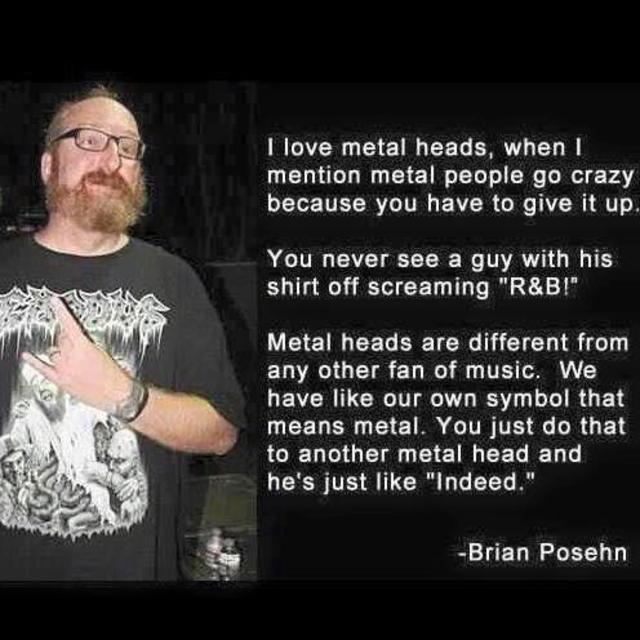 I love metal heads, when I
mention metal people go crazy
because you have to give it up.
You never see a guy with his
shirt off screaming "R&B!"
Metal heads are different from
any other fan of music. We
have like our own symbol that
means metal. You just do that
to another metal head and
he's just like "Indeed."
-Brian Posehn